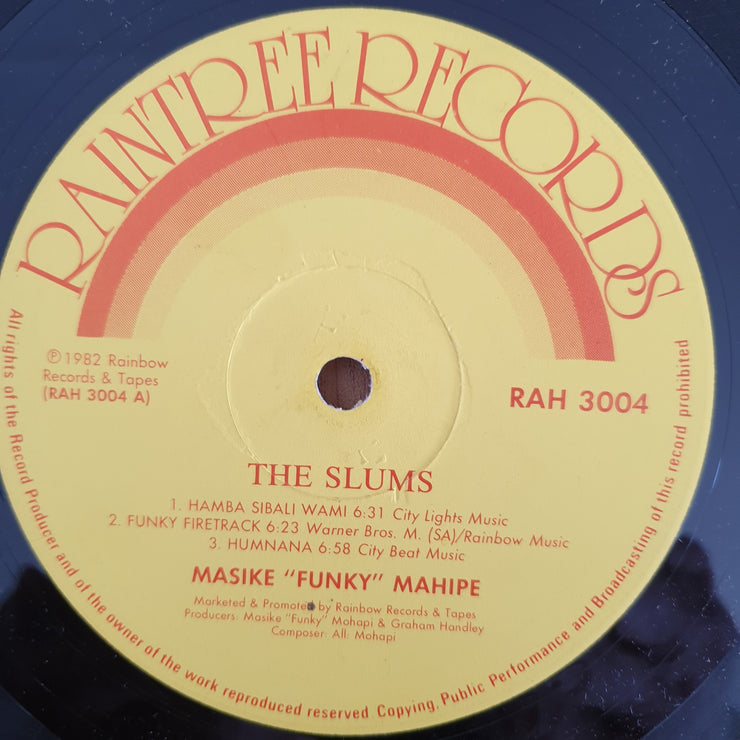 RAINTREE RECORDS
℗ 1982 Rainbow
Records & Tapes
(RAH 3004 A)
RAH 3004
THE SLUMS
1. HAMBA SIBALI WAMI 6:31 City Lights Music
2. FUNKY FIRETRACK 6:23 Warner Bros. M. (SA)/Rainbow Music
3. HUMNANA 6:58 City Beat Music
MASIKE "FUNKY" MAHIPE
Marketed & Promoted by Rainbow Records & Tapes
Producers: Masike "Funky" Mohapi & Graham Handley
Composer: All: Mohapi
All rights of the Record Producer and of the owner of the work reproduced reserved. Copying, Public Performance and Broadcasting of this record prohibited